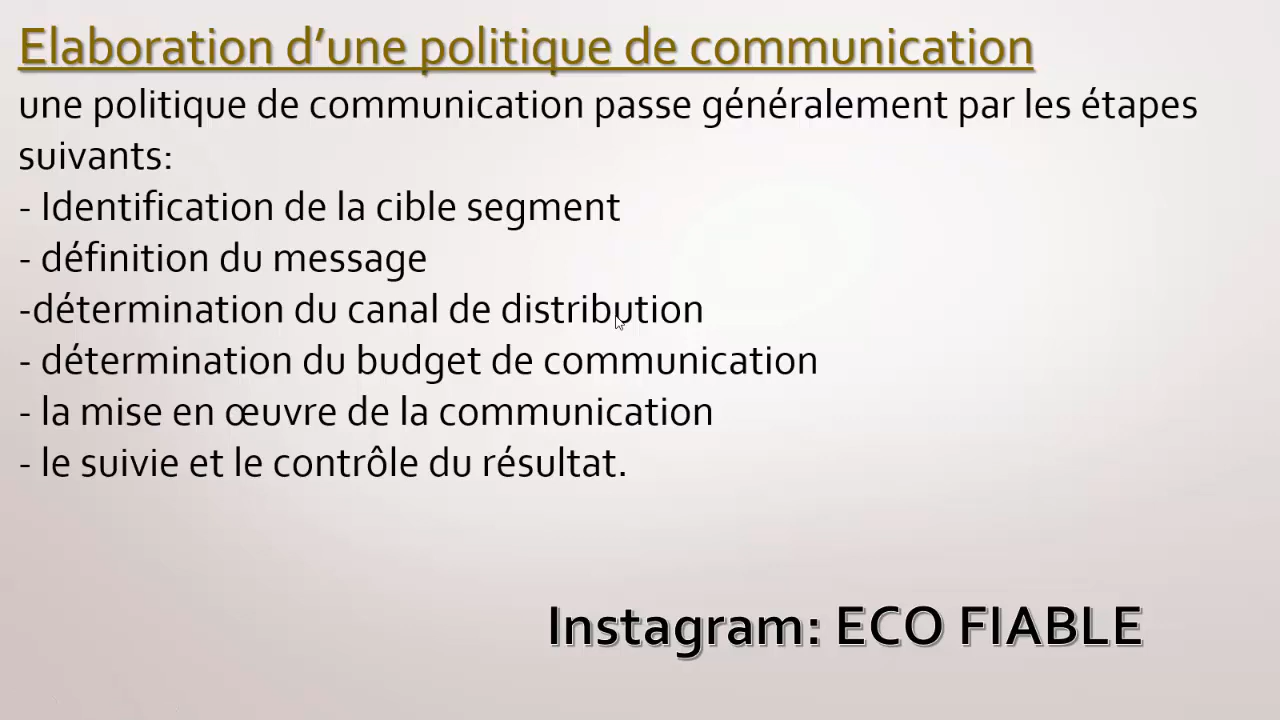 Elaboration d’une politique de communication
une politique de communication passe généralement par les étapes
suivants:
- Identification de la cible segment
- définition du message
-détermination du canal de distribution
- détermination du budget de communication
- la mise en œuvre de la communication
- le suivie et le contrôle du résultat.
Instagram: ECO FIABLE